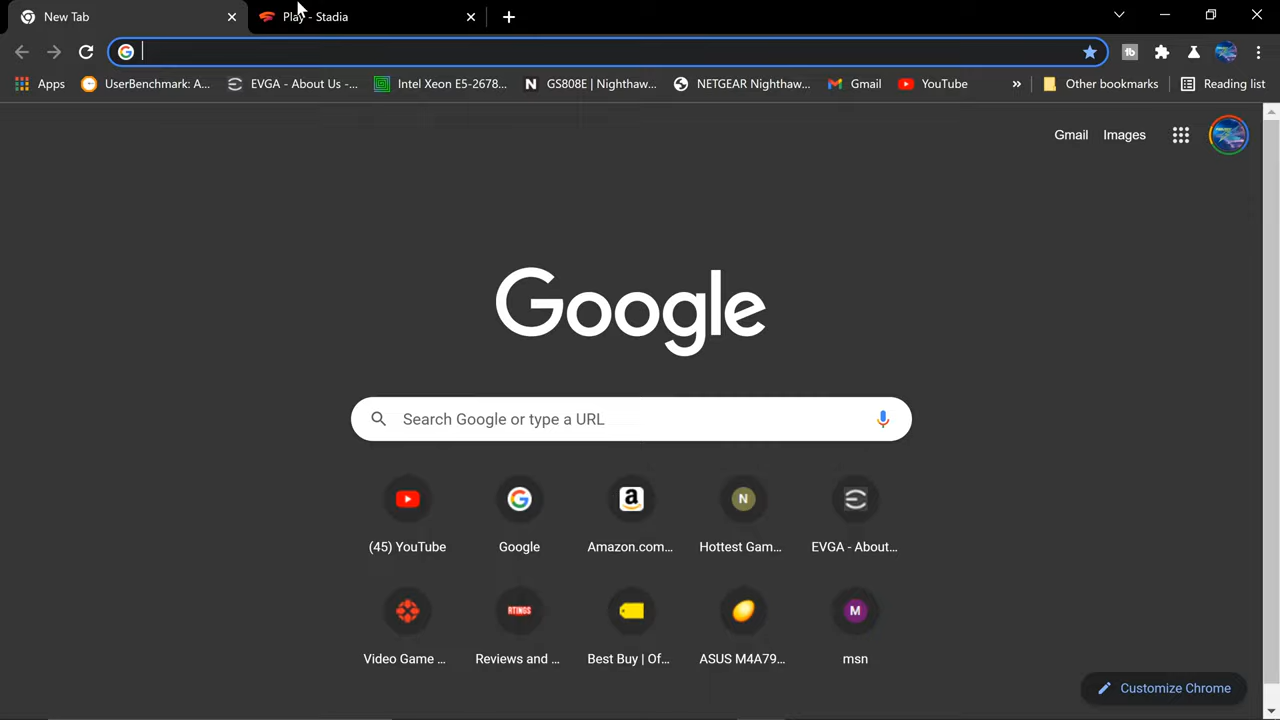 New Tab
Play - Stadia
Apps
UserBenchmark: A...
EVGA - About Us -...
Intel Xeon E5-2678...
N
GS808E | Nighthaw...
NETGEAR Nighthaw...
Gmail
YouTube
»
Other bookmarks
Reading list
Gmail
Images
Google
Search Google or type a URL
(45) YouTube
Google
a
Amazon.com...
N
Hottest Gam...
EVGA - About...
Video Game ...
RTINGS
Reviews and ...
Best Buy | Of...
ASUS M4A79...
M
msn
Customize Chrome